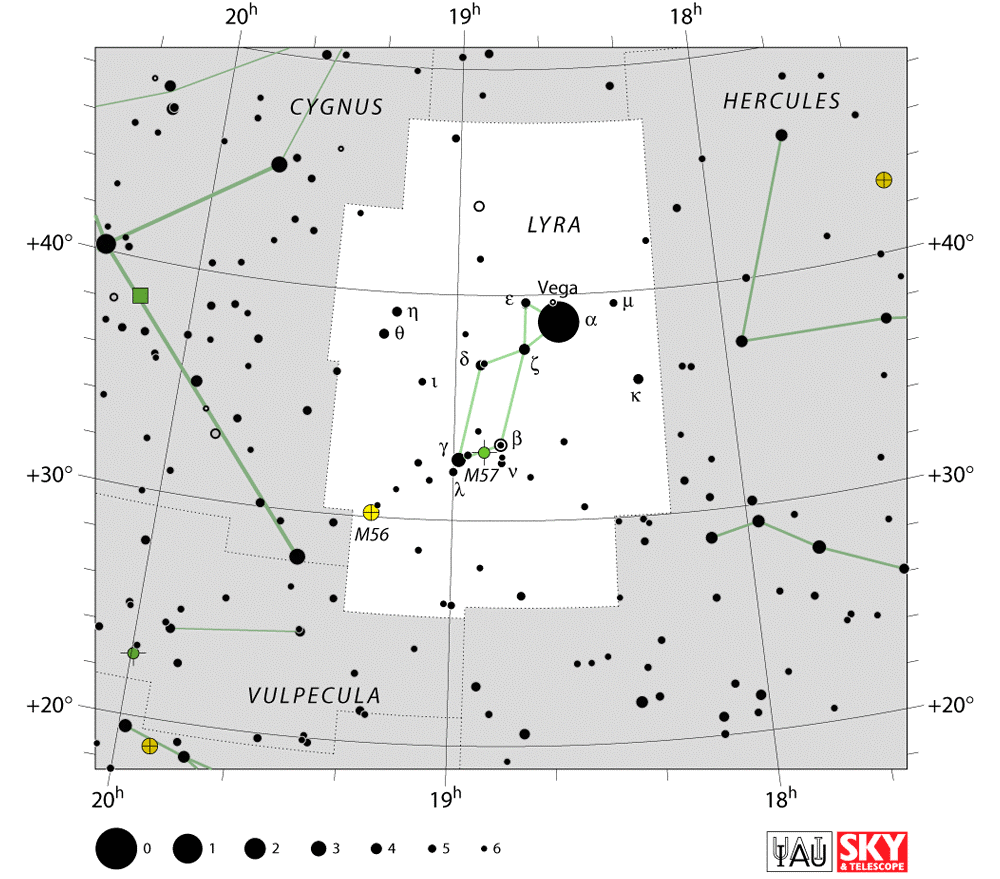 20h 19h 18h
CYGNUS
HERCULES
LYRA
+40° +40°
Vega
ε
α
μ
η
θ
δ
ζ
ι
κ
γ
β
M57
ν
λ
+30° +30°
M56
VULPECULA
+20° +20°
20h 19h 18h
0 1 2 3 4 5 6
IAU
SKY
& TELESCOPE